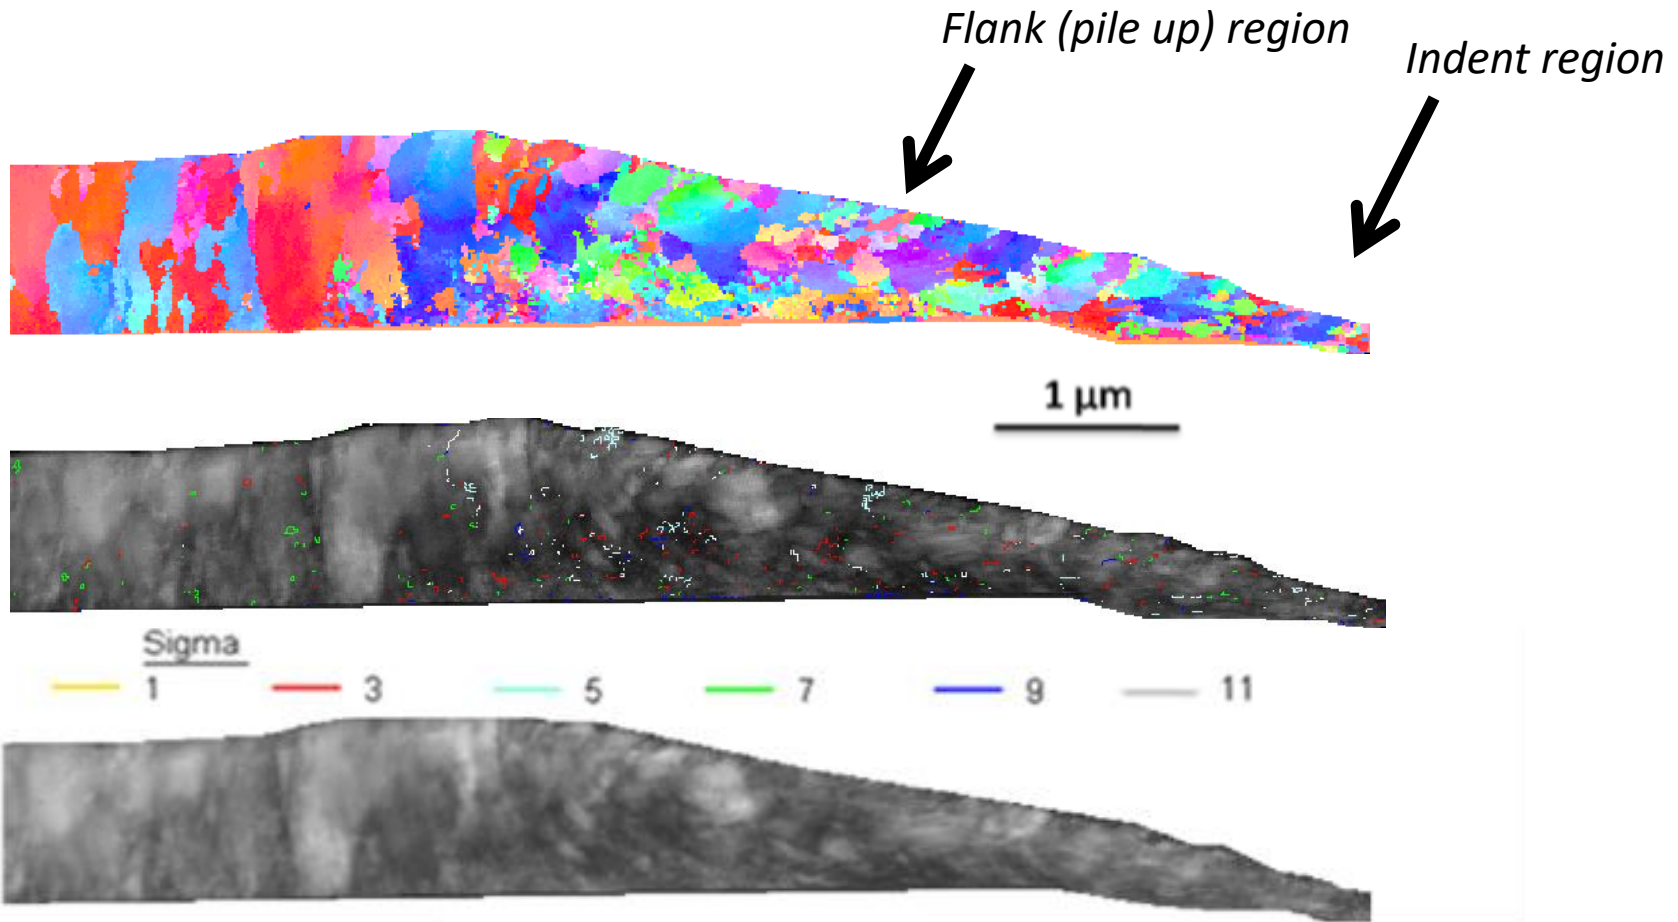 Flank (pile up) region
Indent region
1 μm
Sigma
1 3 5 7 9 11